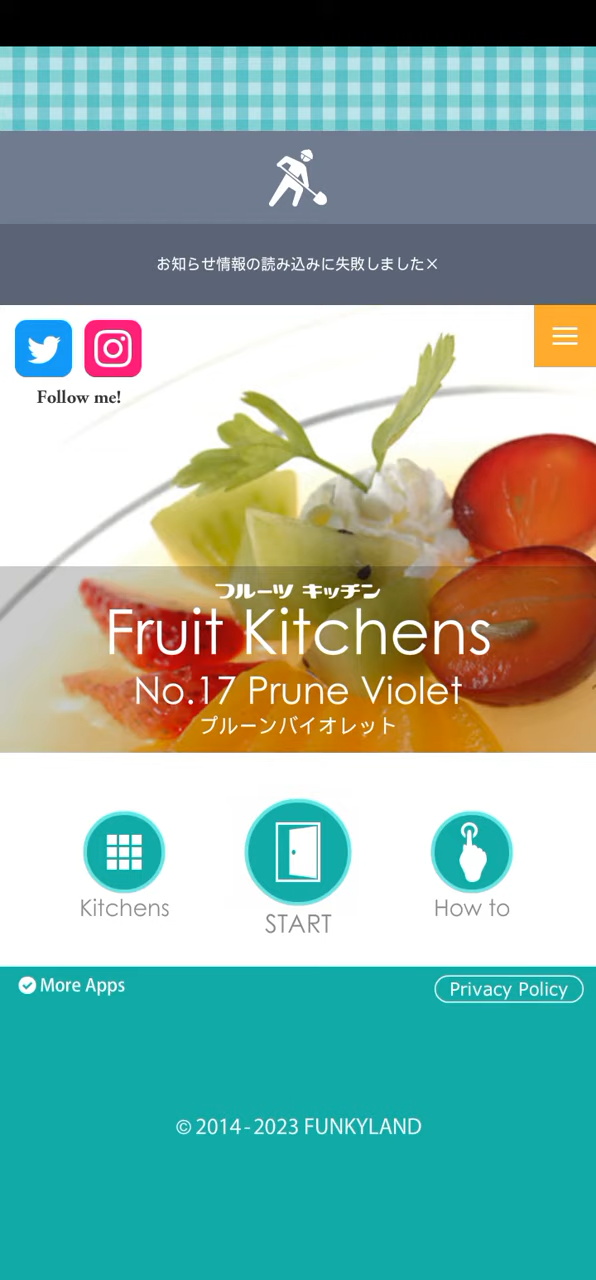 お知らせ情報の読み込みに失敗しました×
Follow me!
フルーツ キッチン
Fruit Kitchens
No.17 Prune Violet
プルーンバイオレット
Kitchens
START
How to
More Apps
Privacy Policy
© 2014-2023 FUNKYLAND